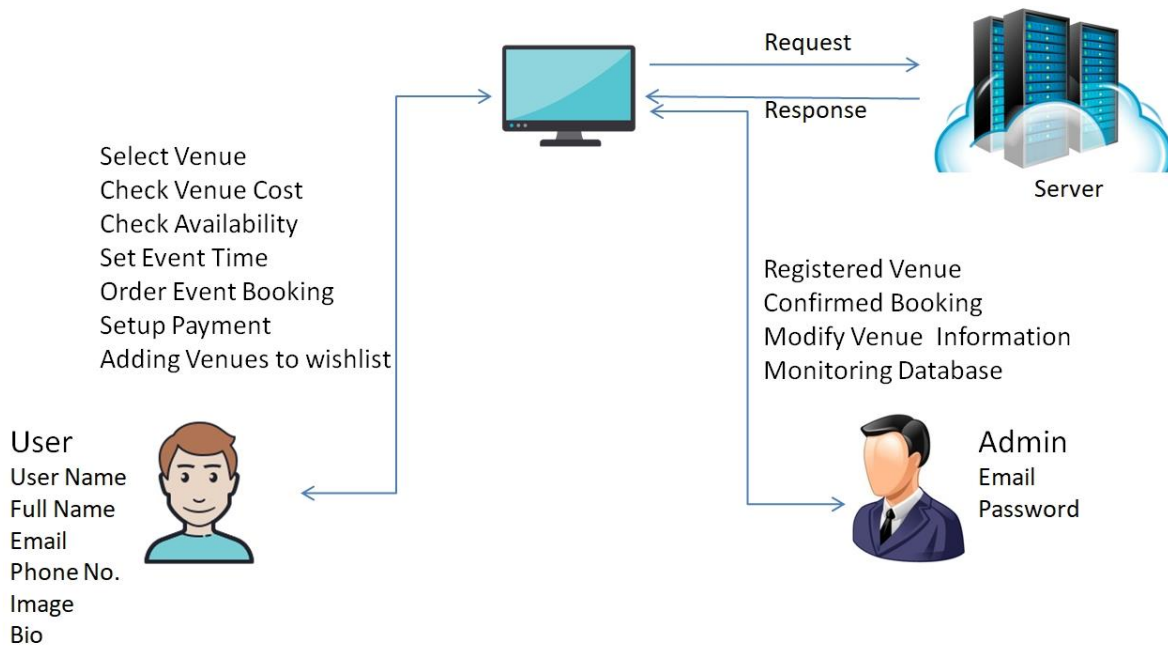 Request
Response
Server
Select Venue
Check Venue Cost
Check Availability
Set Event Time
Order Event Booking
Setup Payment
Adding Venues to wishlist
Registered Venue
Confirmed Booking
Modify Venue  Information
Monitoring Database
User
User Name
Full Name
Email
Phone No.
Image
Bio
Admin
Email
Password